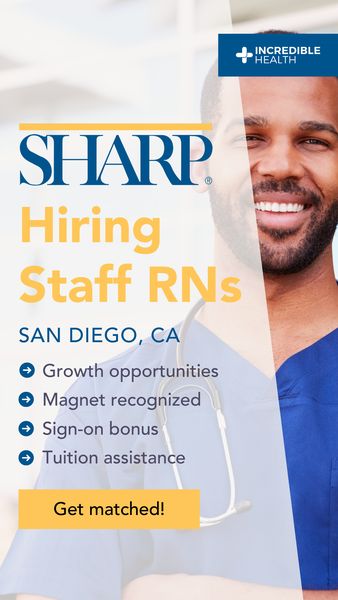 INCREDIBLE
HEALTH
SHARP®
Hiring
Staff RNs
SAN DIEGO, CA
Growth opportunities
Magnet recognized
Sign-on bonus
Tuition assistance
Get matched!